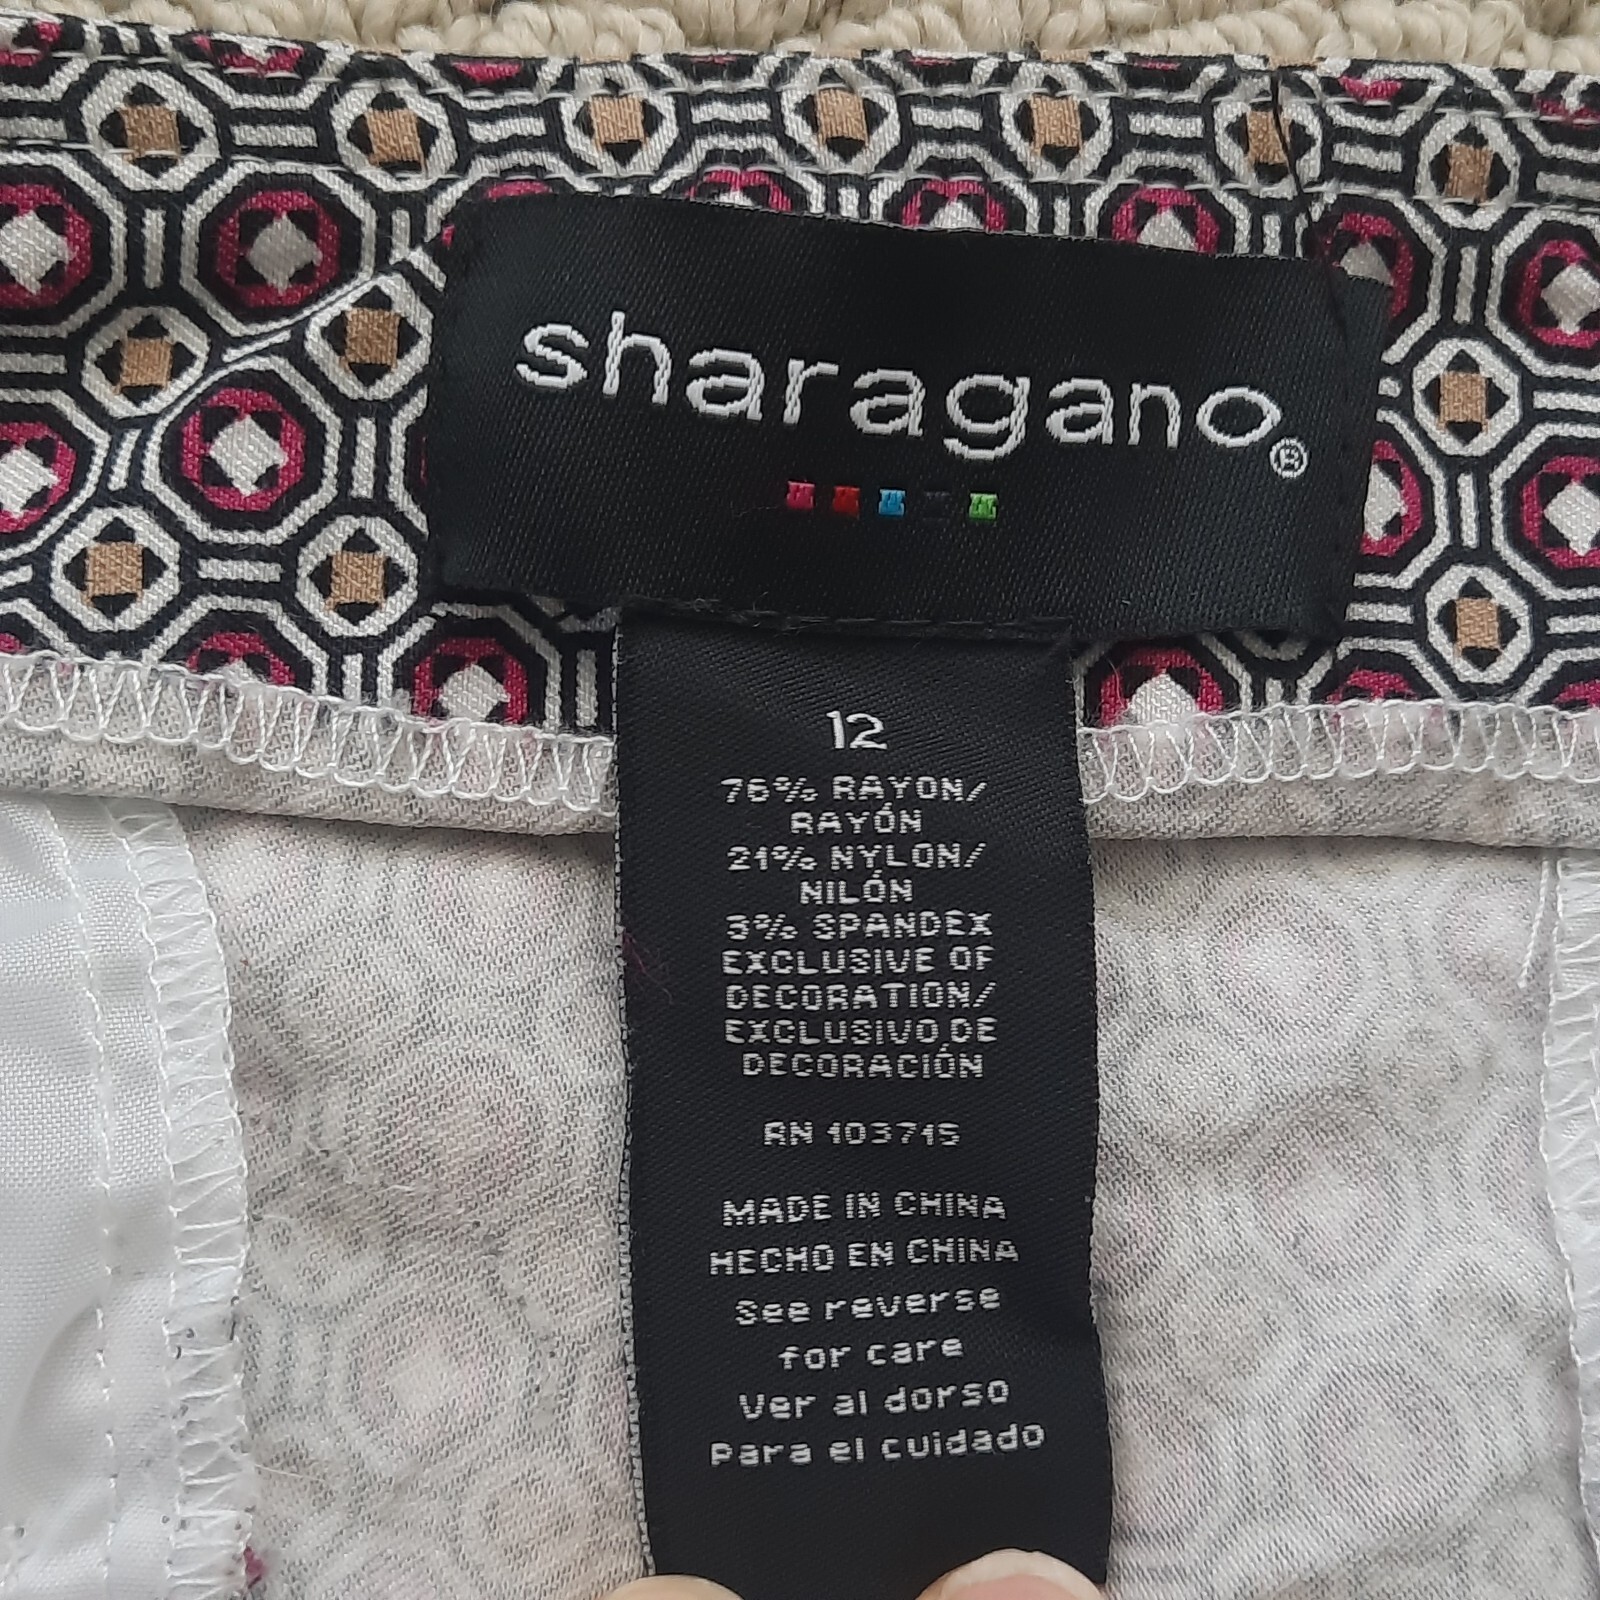 sharagano®
12
76% RAYON/
RAYÓN
21% NYLON/
NILÓN
3% SPANDEX
EXCLUSIVE OF
DECORATION/
EXCLUSIVO DE
DECORACIÓN
RN 103715
MADE IN CHINA
HECHO EN CHINA
See reverse
for care
Ver al dorso
Para el cuidado